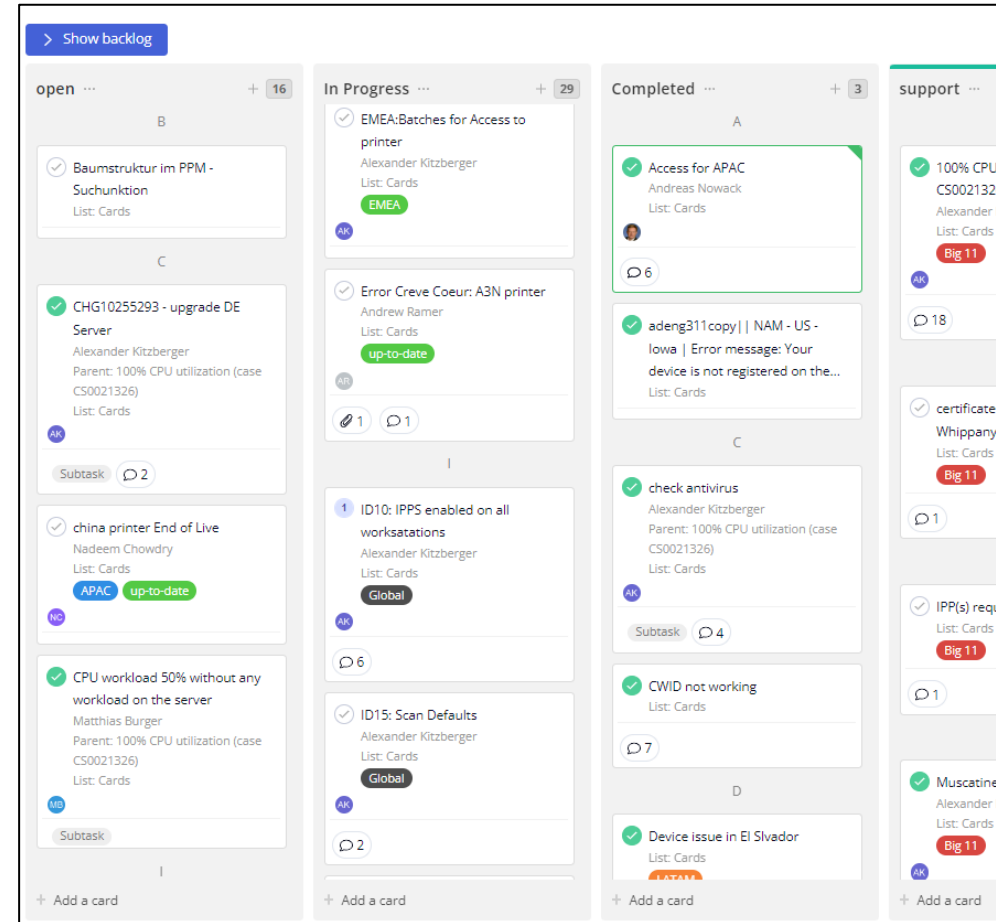 Show backlog
open ... + 16
B
Baumstruktur im PPM -
Suchunktion
List: Cards
C
CHG10255293 - upgrade DE
Server
Alexander Kitzberger
Parent: 100% CPU utilization (case
CS0021326)
List: Cards
AK
Subtask 2
china printer End of Live
Nadeem Chowdry
List: Cards
APAC up-to-date
NC
CPU workload 50% without any
workload on the server
Matthias Burger
Parent: 100% CPU utilization (case
CS0021326)
List: Cards
MB
Subtask
I
+ Add a card
In Progress ... + 29
EMEA:Batches for Access to
printer
Alexander Kitzberger
List: Cards
EMEA
AK
Error Creve Coeur: A3N printer
Andrew Ramer
List: Cards
up-to-date
AR
1 1
I
1 ID10: IPPS enabled on all
worksatations
Alexander Kitzberger
List: Cards
Global
AK
6
ID15: Scan Defaults
Alexander Kitzberger
List: Cards
Global
AK
2
+ Add a card
Completed ... + 3
A
Access for APAC
Andreas Nowack
List: Cards
6
adeng311copy|| NAM - US -
Iowa | Error message: Your
device is not registered on the...
List: Cards
C
check antivirus
Alexander Kitzberger
Parent: 100% CPU utilization (case
CS0021326)
List: Cards
AK
Subtask 4
CWID not working
List: Cards
7
D
Device issue in El Slvador
List: Cards
LATAM
+ Add a card
support ...
100% CPU
CS002132
Alexander
List: Cards
Big 11
AK
18
certificate
Whippany
List: Cards
Big 11
1
IPP(s) requ
List: Cards
Big 11
1
Muscatine
Alexander
List: Cards
Big 11
AK
+ Add a card